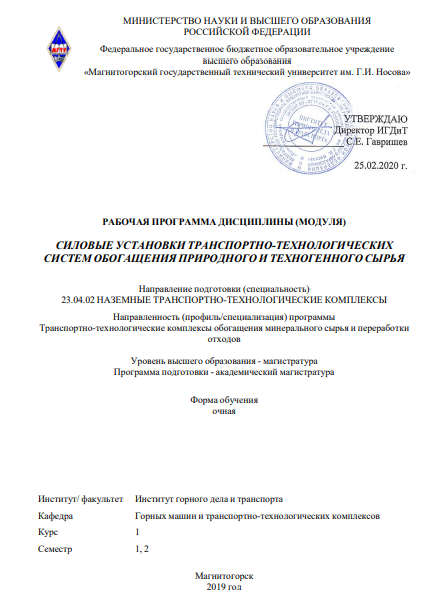 МИНИСТЕРСТВО НАУКИ И ВЫСШЕГО ОБРАЗОВАНИЯ
РОССИЙСКОЙ ФЕДЕРАЦИИ
Федеральное государственное бюджетное образовательное учреждение
высшего образования
«Магнитогорский государственный технический университет им. Г.И. Носова»
УТВЕРЖДАЮ
Директор ИГДиТ
С.Е. Гавришев
25.02.2020 г.
РАБОЧАЯ ПРОГРАММА ДИСЦИПЛИНЫ (МОДУЛЯ)
СИЛОВЫЕ УСТАНОВКИ ТРАНСПОРТНО-ТЕХНОЛОГИЧЕСКИХ
СИСТЕМ ОБОГАЩЕНИЯ ПРИРОДНОГО И ТЕХНОГЕННОГО СЫРЬЯ
Направление подготовки (специальность)
23.04.02 НАЗЕМНЫЕ ТРАНСПОРТНО-ТЕХНОЛОГИЧЕСКИЕ КОМПЛЕКСЫ
Направленность (профиль/специализация) программы
Транспортно-технологические комплексы обогащения минерального сырья и переработки
отходов
Уровень высшего образования - магистратура
Программа подготовки - академический магистратура
Форма обучения
очная
Институт/ факультет Институт горного дела и транспорта
Кафедра Горных машин и транспортно-технологических комплексов
Курс 1
Семестр 1, 2
Магнитогорск
2019 год